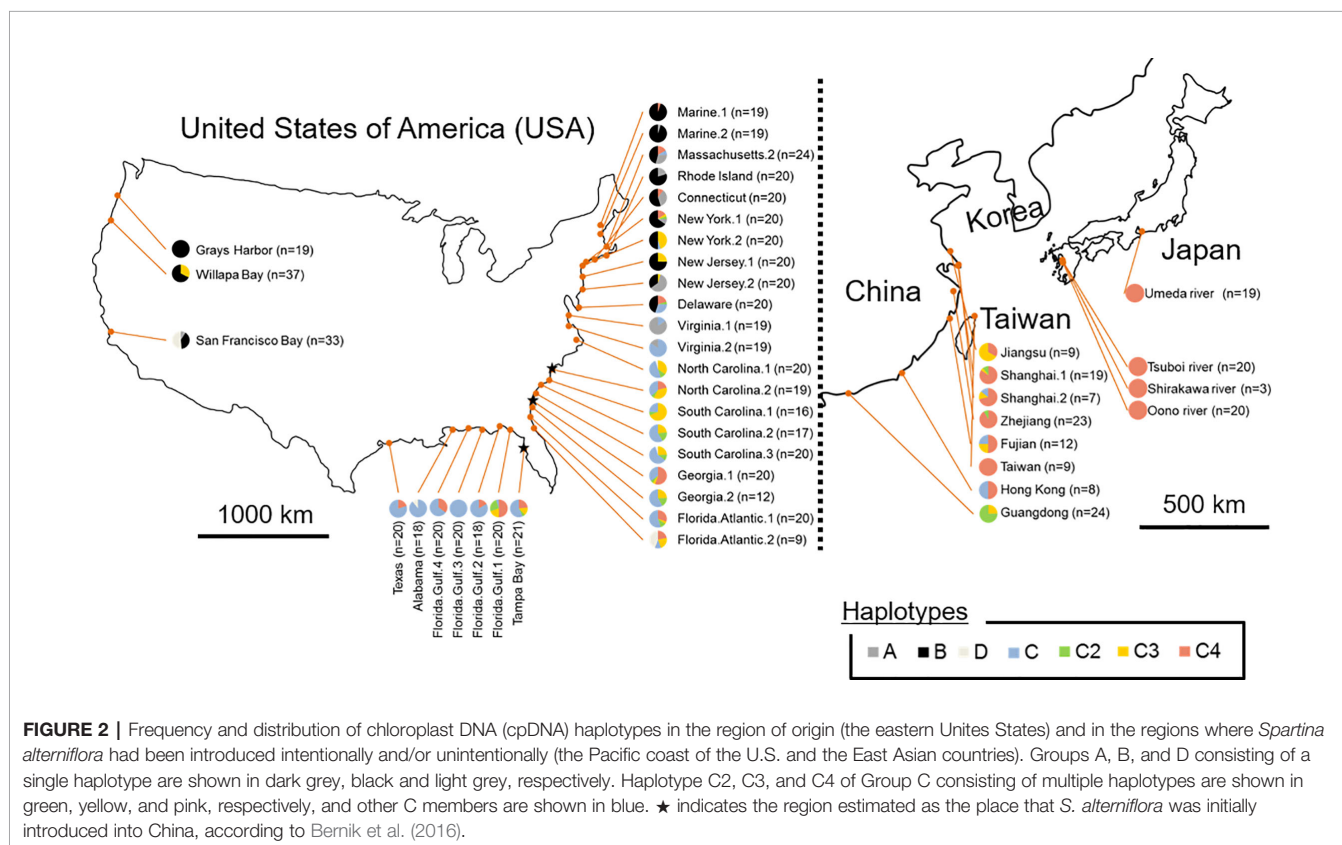 United States of America (USA)
Grays Harbor (n=19)
Willapa Bay (n=37)
San Francisco Bay (n=33)
1000 km
Texas (n=20)
Alabama (n=18)
Florida.Gulf.4 (n=20)
Florida.Gulf.3 (n=20)
Florida.Gulf.2 (n=18)
Florida.Gulf.1 (n=20)
Tampa Bay (n=21)
Marine.1 (n=19)
Marine.2 (n=19)
Massachusetts.2 (n=24)
Rhode Island (n=20)
Connecticut (n=20)
New York.1 (n=20)
New York.2 (n=20)
New Jersey.1 (n=20)
New Jersey.2 (n=20)
Delaware (n=20)
Virginia.1 (n=19)
Virginia.2 (n=19)
North Carolina.1 (n=20)
North Carolina.2 (n=19)
South Carolina.1 (n=16)
South Carolina.2 (n=17)
South Carolina.3 (n=20)
Georgia.1 (n=20)
Georgia.2 (n=12)
Florida.Atlantic.1 (n=20)
Florida.Atlantic.2 (n=9)
Korea
Japan
China
Taiwan
Umeda river (n=19)
Tsuboi river (n=20)
Shirakawa river (n=3)
Oono river (n=20)
Jiangsu (n=9)
Shanghai.1 (n=19)
Shanghai.2 (n=7)
Zhejiang (n=23)
Fujian (n=12)
Taiwan (n=9)
Hong Kong (n=8)
Guangdong (n=24)
500 km
Haplotypes
A B D C C2 C3 C4
FIGURE 2 | Frequency and distribution of chloroplast DNA (cpDNA) haplotypes in the region of origin (the eastern Unites States) and in the regions where Spartina
alterniflora had been introduced intentionally and/or unintentionally (the Pacific coast of the U.S. and the East Asian countries). Groups A, B, and D consisting of a
single haplotype are shown in dark grey, black and light grey, respectively. Haplotype C2, C3, and C4 of Group C consisting of multiple haplotypes are shown in
green, yellow, and pink, respectively, and other C members are shown in blue. ★ indicates the region estimated as the place that S. alterniflora was initially
introduced into China, according to Bernik et al. (2016).